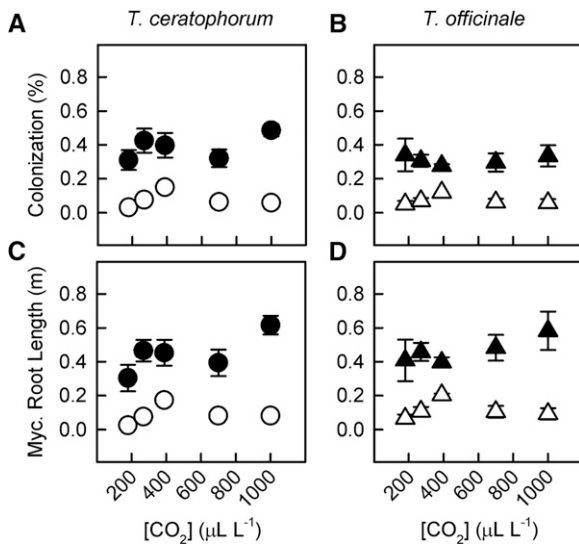 A T. ceratophorum B T. officinale
Colonization (%)
0.8
0.6
0.4
0.2
0.0
0.8
0.6
0.4
0.2
0.0
C D
Myc. Root Length (m)
0.8
0.6
0.4
0.2
0.0
0.8
0.6
0.4
0.2
0.0
200 400 600 800 1000
200 400 600 800 1000
[CO₂] (µL L⁻¹) [CO₂] (µL L⁻¹)